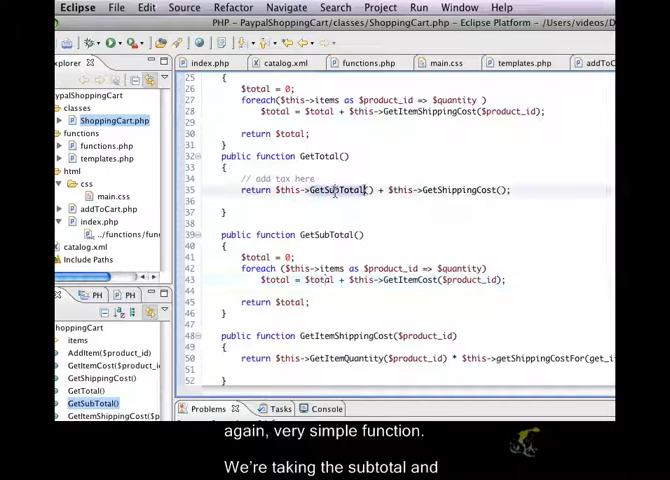 Eclipse File Edit Source Refactor Navigate Search Project Run Window Help
PHP - PaypalShoppingCart/classes/ShoppingCart.php - Eclipse Platform - /Users/videos/D
xplorer
index.php catalog.xml functions.php main.css templates.php addToC
aypalShoppingCart
classes
ShoppingCart.php
functions
functions.php
templates.php
css
main.css
addToCart.php
index.php
../functions/func
catalog.xml
Include Paths
25 {
26 $total = 0;
27 foreach($this->items as $product_id => $quantity )
28 $total = $total + $this->GetItemShippingCost($product_id);
29
30 return $total;
31 }
32 public function GetTotal()
33 {
34 // add tax here
35 return $this->GetSubTotal() + $this->GetShippingCost();
36
37 }
38
39 public function GetSubTotal()
40 {
41 $total = 0;
42 foreach ($this->items as $product_id => $quantity)
43 $total = $total + $this->GetItemCost($product_id);
44
45 return $total;
46 }
47
48 public function GetItemShippingCost($product_id)
49 {
50 return $this->GetItemQuantity($product_id) * $this->getShippingCostFor(get_i
51
52 }
PH PH
hoppingCart
items
AddItem($product_id)
GetItemCost($product_id
GetShippingCost()
GetTotal()
GetSubTotal()
GetItemShippingCost($p
Problems Console
again, very simple function.
We're taking the subtotal and